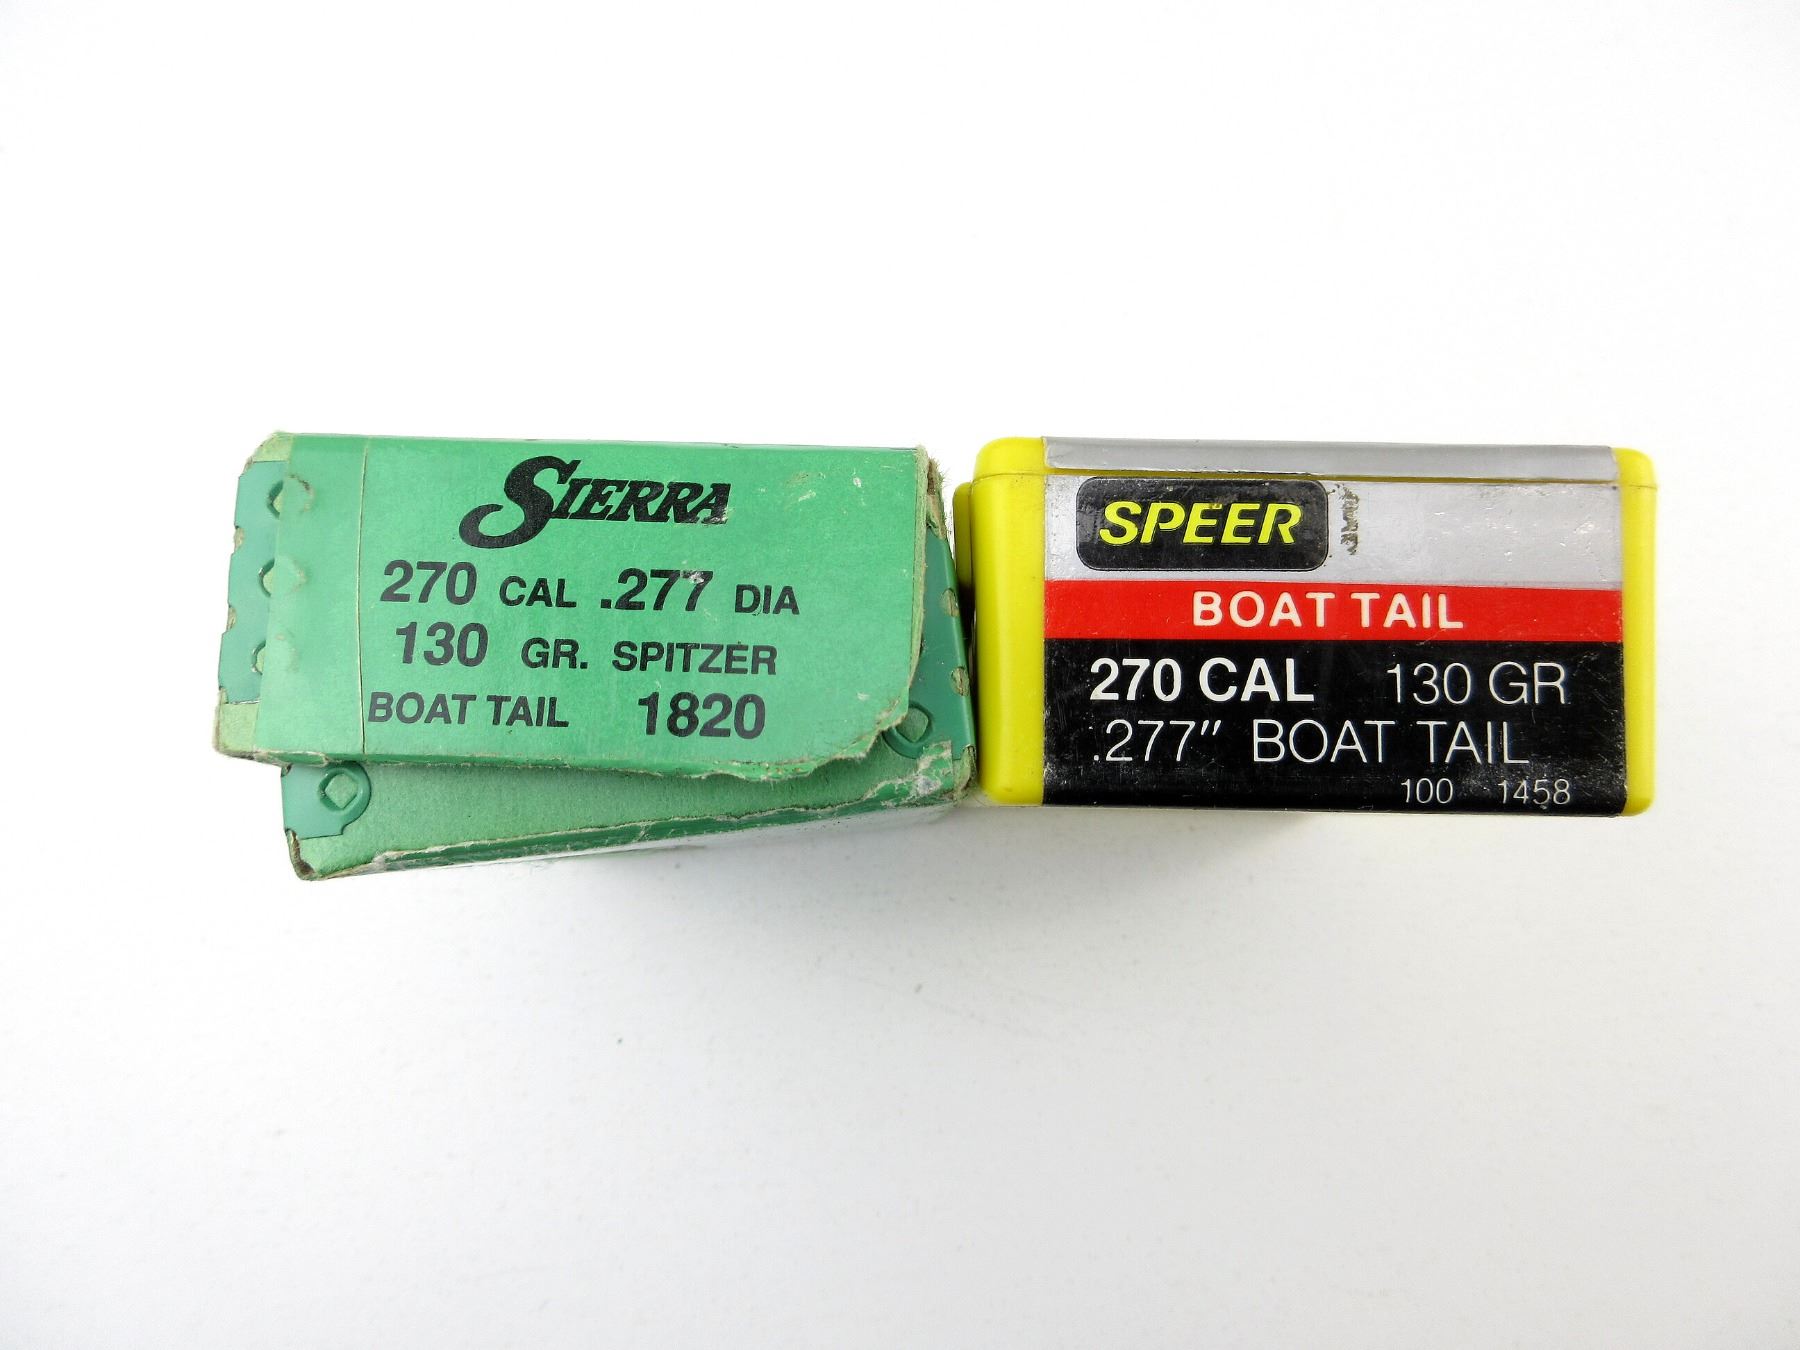 SIERRA
270 CAL .277 DIA
130 GR. SPITZER
BOAT TAIL 1820
SPEER
BOAT TAIL
270 CAL 130 GR
.277" BOAT TAIL
100 1458